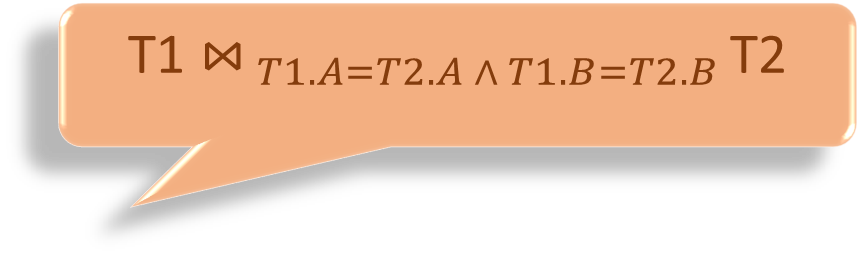 T1 ⋈ T1.A=T2.A ∧ T1.B=T2.B T2